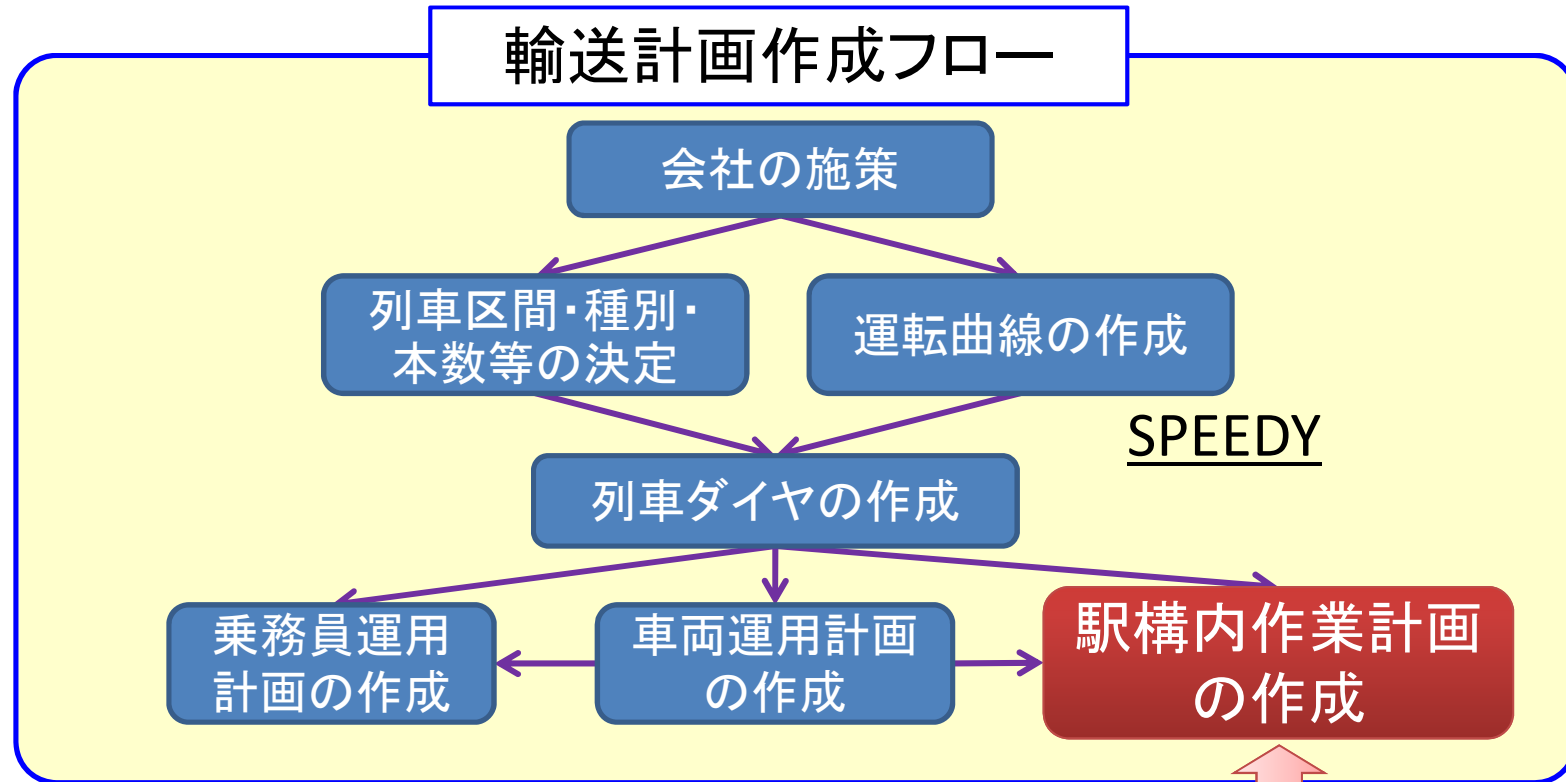 輸送計画作成フロー
会社の施策
列車区間・種別・
本数等の決定
運転曲線の作成
SPEEDY
列車ダイヤの作成
乗務員運用
計画の作成
車両運用計画
の作成
駅構内作業計画
の作成